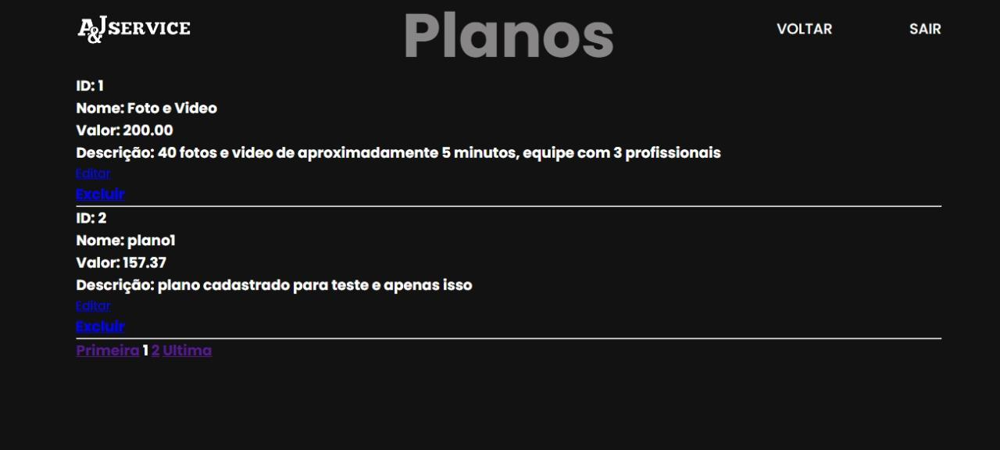 A&JSERVICE
Planos
VOLTAR
SAIR
ID: 1
Nome: Foto e Video
Valor: 200.00
Descrição: 40 fotos e video de aproximadamente 5 minutos, equipe com 3 profissionais
Editar
Excluir
ID: 2
Nome: plano1
Valor: 157.37
Descrição: plano cadastrado para teste e apenas isso
Editar
Excluir
Primeira 1 2 Ultima